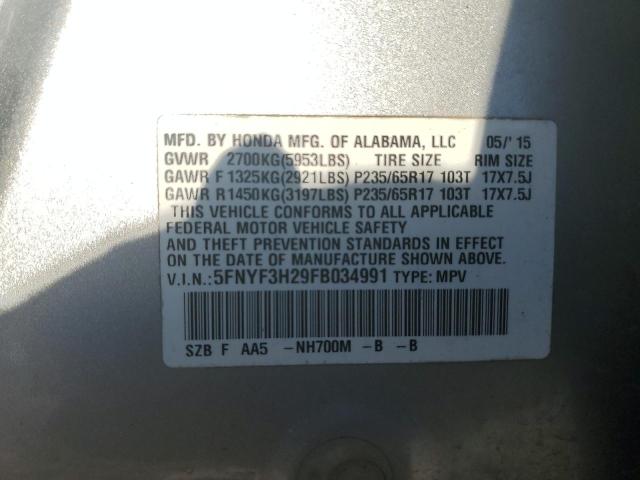 MFD. BY HONDA MFG. OF ALABAMA, LLC 05/'15
GVWR 2700KG(5953LBS) TIRE SIZE RIM SIZE
GAWR F 1325KG(2921LBS) P235/65R17 103T 17X7.5J
GAWR R1450KG(3197LBS) P235/65R17 103T 17X7.5J
THIS VEHICLE CONFORMS TO ALL APPLICABLE
FEDERAL MOTOR VEHICLE SAFETY
AND THEFT PREVENTION STANDARDS IN EFFECT ON
THE DATE OF MANUFACTURE SHOWN ABOVE.
V.I.N.:5FNYF3H29FB034991 TYPE: MPV
SZB F AA5 -NH700M -B -B